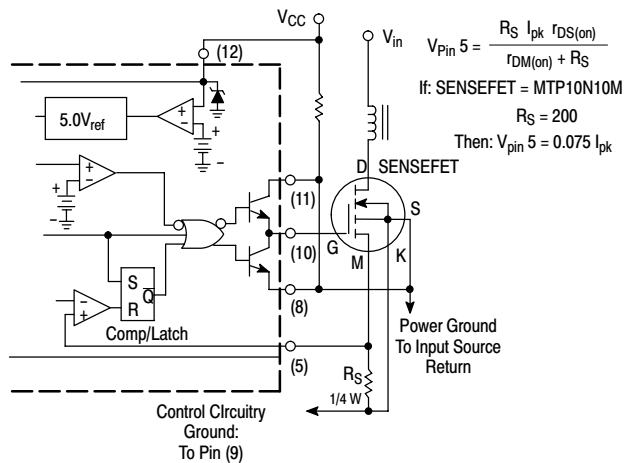 V_CC
V_in
(12)
5.0V_ref
+
−
+
−
V_Pin 5 = R_S I_pk r_DS(on) / r_DM(on) + R_S
If: SENSEFET = MTP10N10M
R_S = 200
Then: V_pin 5 = 0.075 I_pk
+
−
+
−
(11)
D SENSEFET
S
(10)
G
M
K
S
Q̅
R
−
+
Comp/Latch
(8)
Power Ground
To Input Source
Return
(5)
R_S
1/4 W
Control CIrcuitry
Ground:
To Pin (9)